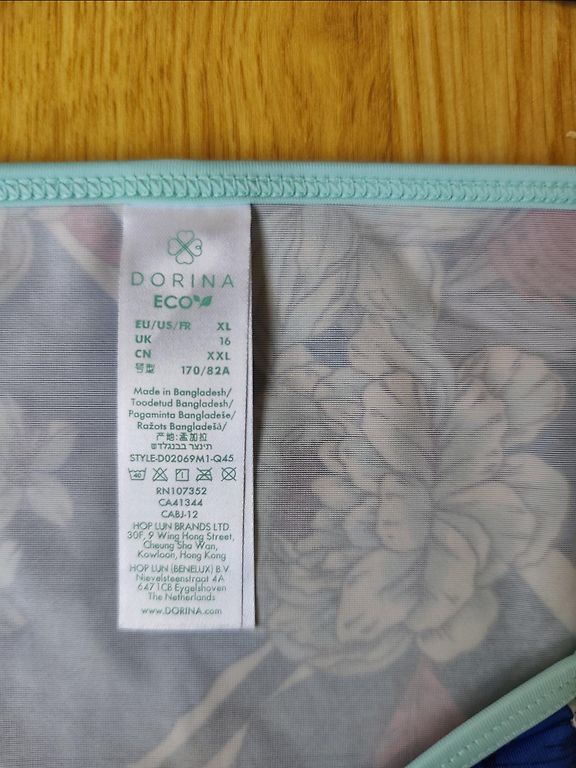 DORINA
ECO
EU/US/FR XL
UK 16
CN XXL
号型 170/82A
Made in Bangladesh/
Toodetud Bangladesh/
Pagaminta Bangladeše/
Ražots Bangladešā/
产地:孟加拉
תוצרת בבנגלדש
STYLE-D02069M1-Q45
40
RN107352
CA41344
CABJ-12
HOP LUN BRANDS LTD
30F, 9 Wing Hong Street,
Cheung Sha Wan,
Kowloon, Hong Kong
HOP LUN (BENELUX) B.V.
Nievelsteenstraat 4A
6471CB Eygelshoven
The Netherlands
www.DORINA.com